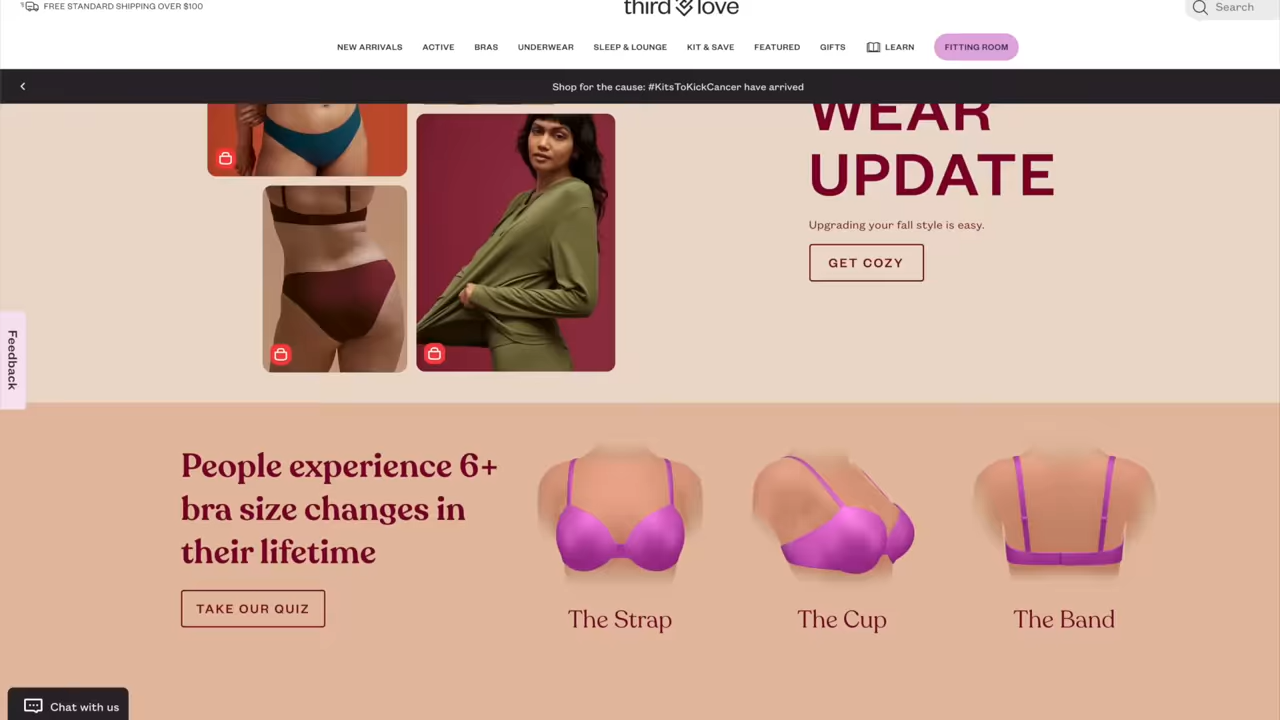 FREE STANDARD SHIPPING OVER $100
third love
Search
NEW ARRIVALS ACTIVE BRAS UNDERWEAR SLEEP & LOUNGE KIT & SAVE FEATURED GIFTS LEARN FITTING ROOM
Shop for the cause: #KitsToKickCancer have arrived
WEAR
UPDATE
Upgrading your fall style is easy.
GET COZY
Feedback
People experience 6+
bra size changes in
their lifetime
TAKE OUR QUIZ
The Strap
The Cup
The Band
Chat with us